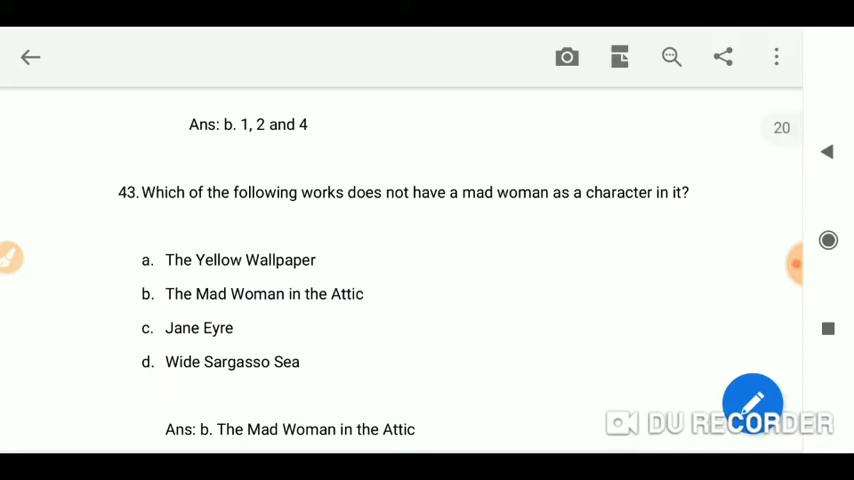 Ans: b. 1, 2 and 4
20
43. Which of the following works does not have a mad woman as a character in it?
a. The Yellow Wallpaper
b. The Mad Woman in the Attic
c. Jane Eyre
d. Wide Sargasso Sea
Ans: b. The Mad Woman in the Attic
DU RECORDER